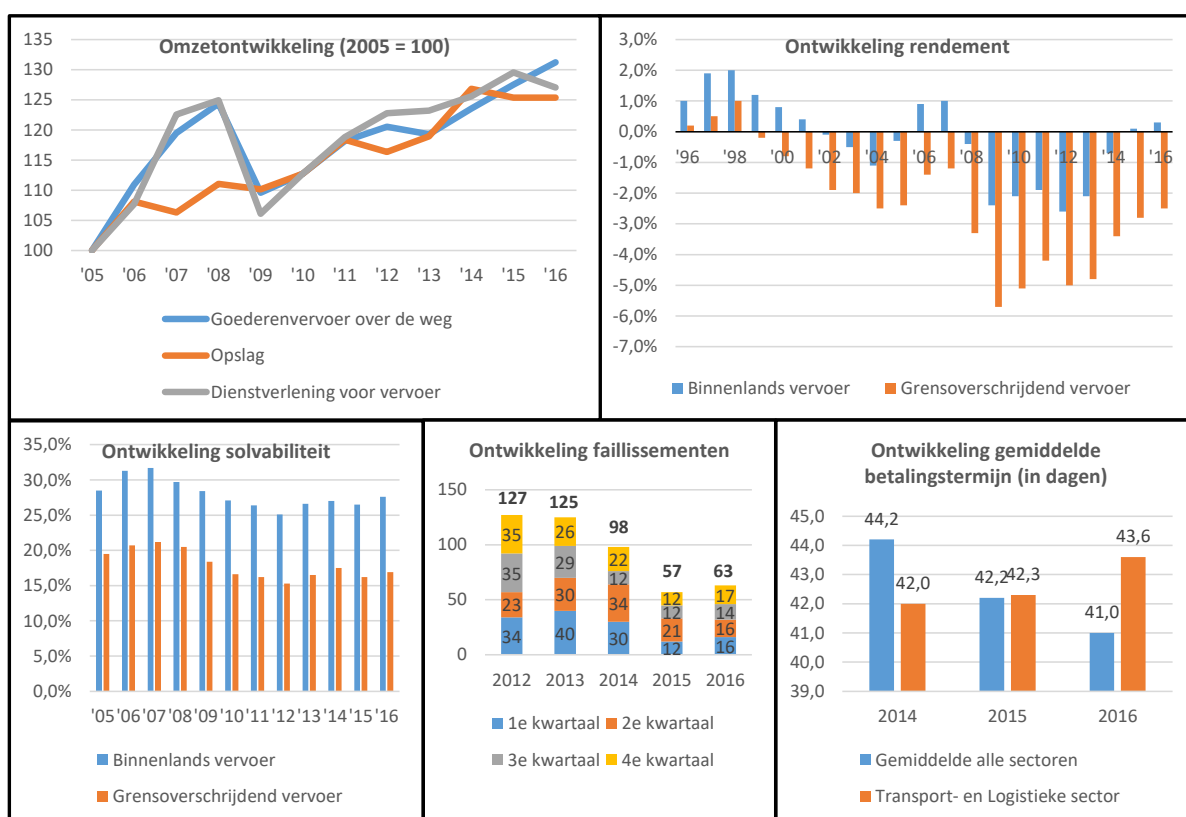 Omzetontwikkeling (2005 = 100)
135
130
125
120
115
110
105
100
'05 '06 '07 '08 '09 '10 '11 '12 '13 '14 '15 '16
Goederenvervoer over de weg
Opslag
Dienstverlening voor vervoer
Ontwikkeling rendement
3,0%
2,0%
1,0%
0,0%
-1,0%
-2,0%
-3,0%
-4,0%
-5,0%
-6,0%
-7,0%
'96 '98 '00 '02 '04 '06 '08 '10 '12 '14 '16
Binnenlands vervoer Grensoverschrijdend vervoer
Ontwikkeling solvabiliteit
35,0%
30,0%
25,0%
20,0%
15,0%
10,0%
5,0%
0,0%
'05 '06 '07 '08 '09 '10 '11 '12 '13 '14 '15 '16
Binnenlands vervoer
Grensoverschrijdend vervoer
Ontwikkeling faillissementen
150
100
50
0
127 125 98 57 63
35 26 22 12 17
35 29 12 12 14
23 30 34 21 16
34 40 30 12 16
2012 2013 2014 2015 2016
1e kwartaal 2e kwartaal
3e kwartaal 4e kwartaal
Ontwikkeling gemiddelde
betalingstermijn (in dagen)
45,0
44,0
43,0
42,0
41,0
40,0
39,0
44,2 42,0 42,2 42,3 41,0 43,6
2014 2015 2016
Gemiddelde alle sectoren
Transport- en Logistieke sector